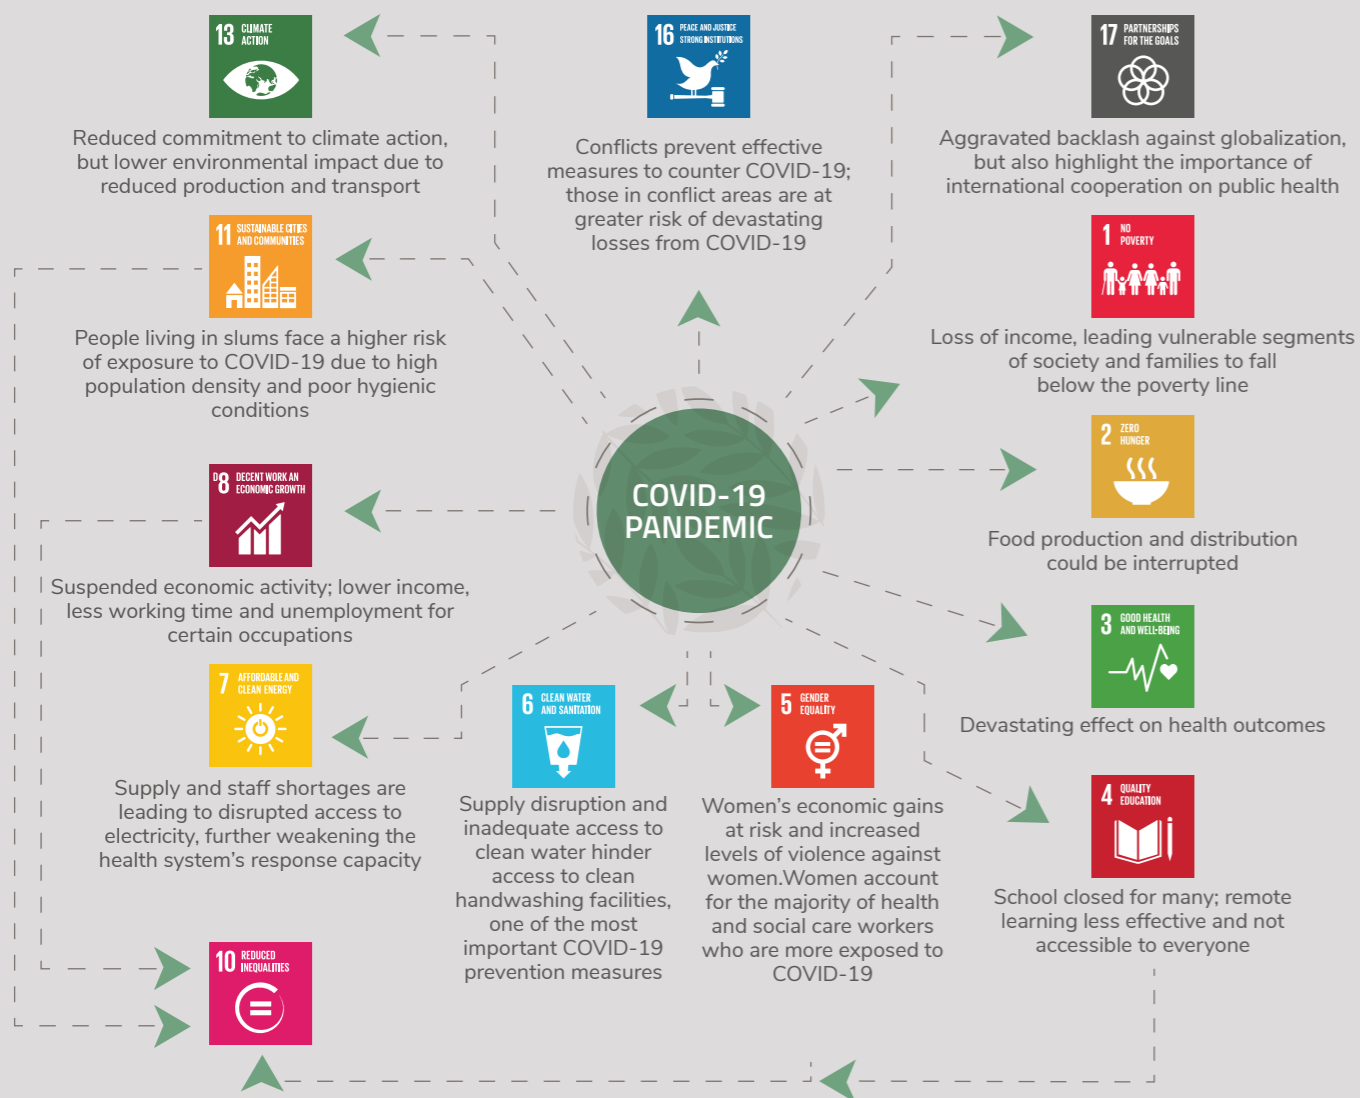 13 CLIMATE
ACTION
Reduced commitment to climate action,
but lower environmental impact due to
reduced production and transport
16 PEACE AND JUSTICE
STRONG INSTITUTIONS
Conflicts prevent effective
measures to counter COVID-19;
those in conflict areas are at
greater risk of devastating
losses from COVID-19
17 PARTNERSHIPS
FOR THE GOALS
Aggravated backlash against globalization,
but also highlight the importance of
international cooperation on public health
11 SUSTAINABLE CITIES
AND COMMUNITIES
People living in slums face a higher risk
of exposure to COVID-19 due to high
population density and poor hygienic
conditions
1 NO
POVERTY
Loss of income, leading vulnerable segments
of society and families to fall
below the poverty line
COVID-19
PANDEMIC
2 ZERO
HUNGER
Food production and distribution
could be interrupted
D8 DECENT WORK AN
ECONOMIC GROWTH
Suspended economic activity; lower income,
less working time and unemployment for
certain occupations
3 GOOD HEALTH
AND WELL-BEING
Devastating effect on health outcomes
7 AFFORDABLE AND
CLEAN ENERGY
Supply and staff shortages are
leading to disrupted access to
electricity, further weakening the
health system's response capacity
6 CLEAN WATER
AND SANITATION
Supply disruption and
inadequate access to
clean water hinder
access to clean
handwashing facilities,
one of the most
important COVID-19
prevention measures
5 GENDER
EQUALITY
Women's economic gains
at risk and increased
levels of violence against
women.Women account
for the majority of health
and social care workers
who are more exposed to
COVID-19
4 QUALITY
EDUCATION
School closed for many; remote
learning less effective and not
accessible to everyone
10 REDUCED
INEQUALITIES